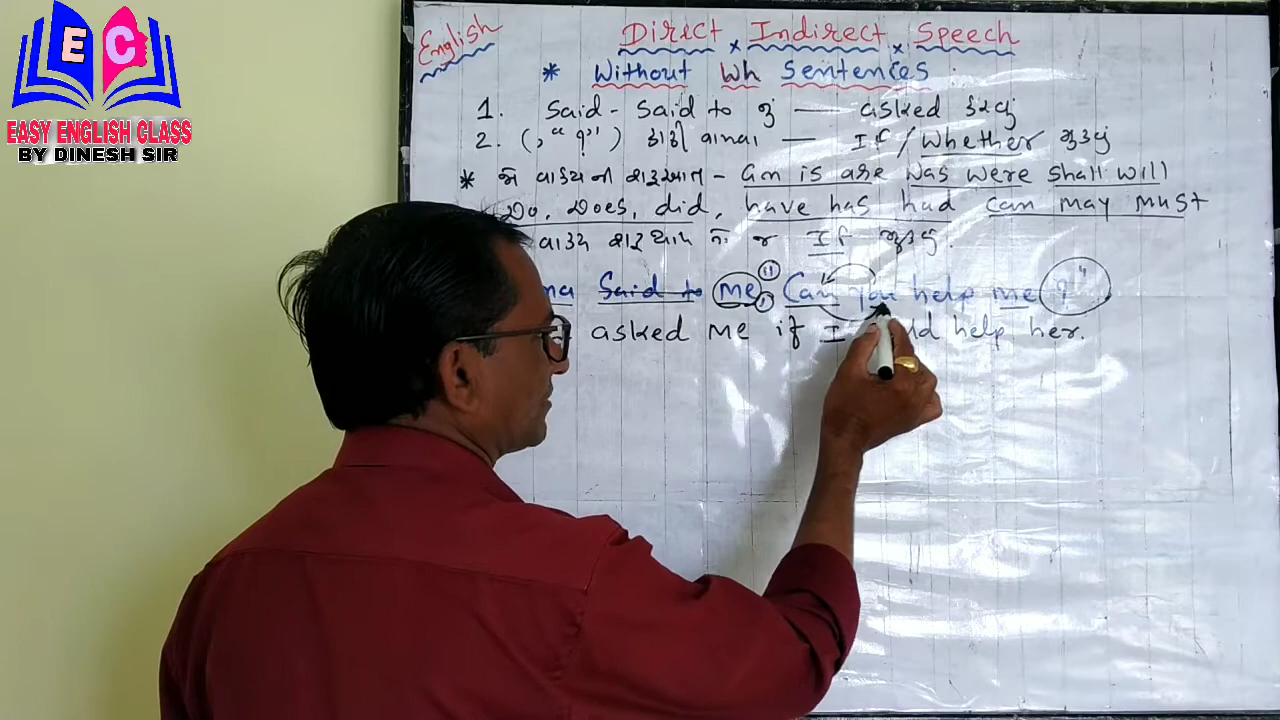 E C
EASY ENGLISH CLASS
BY DINESH SIR
English
Direct × Indirect × Speech
* Without Wh Sentences
1. Said - Said to નું — asked કરવું
2. (, “ ? ”) કાઢી નાખી — If / Whether મૂકવું
* જો વાક્યની શરૂઆત - Am is are was were shall will
Do, Does, did, have has had can may must
વાક્ય શરૂ થાય તો જ If મૂકવું.
Said to me, “ Can you help me ? ”
asked me if I help her.